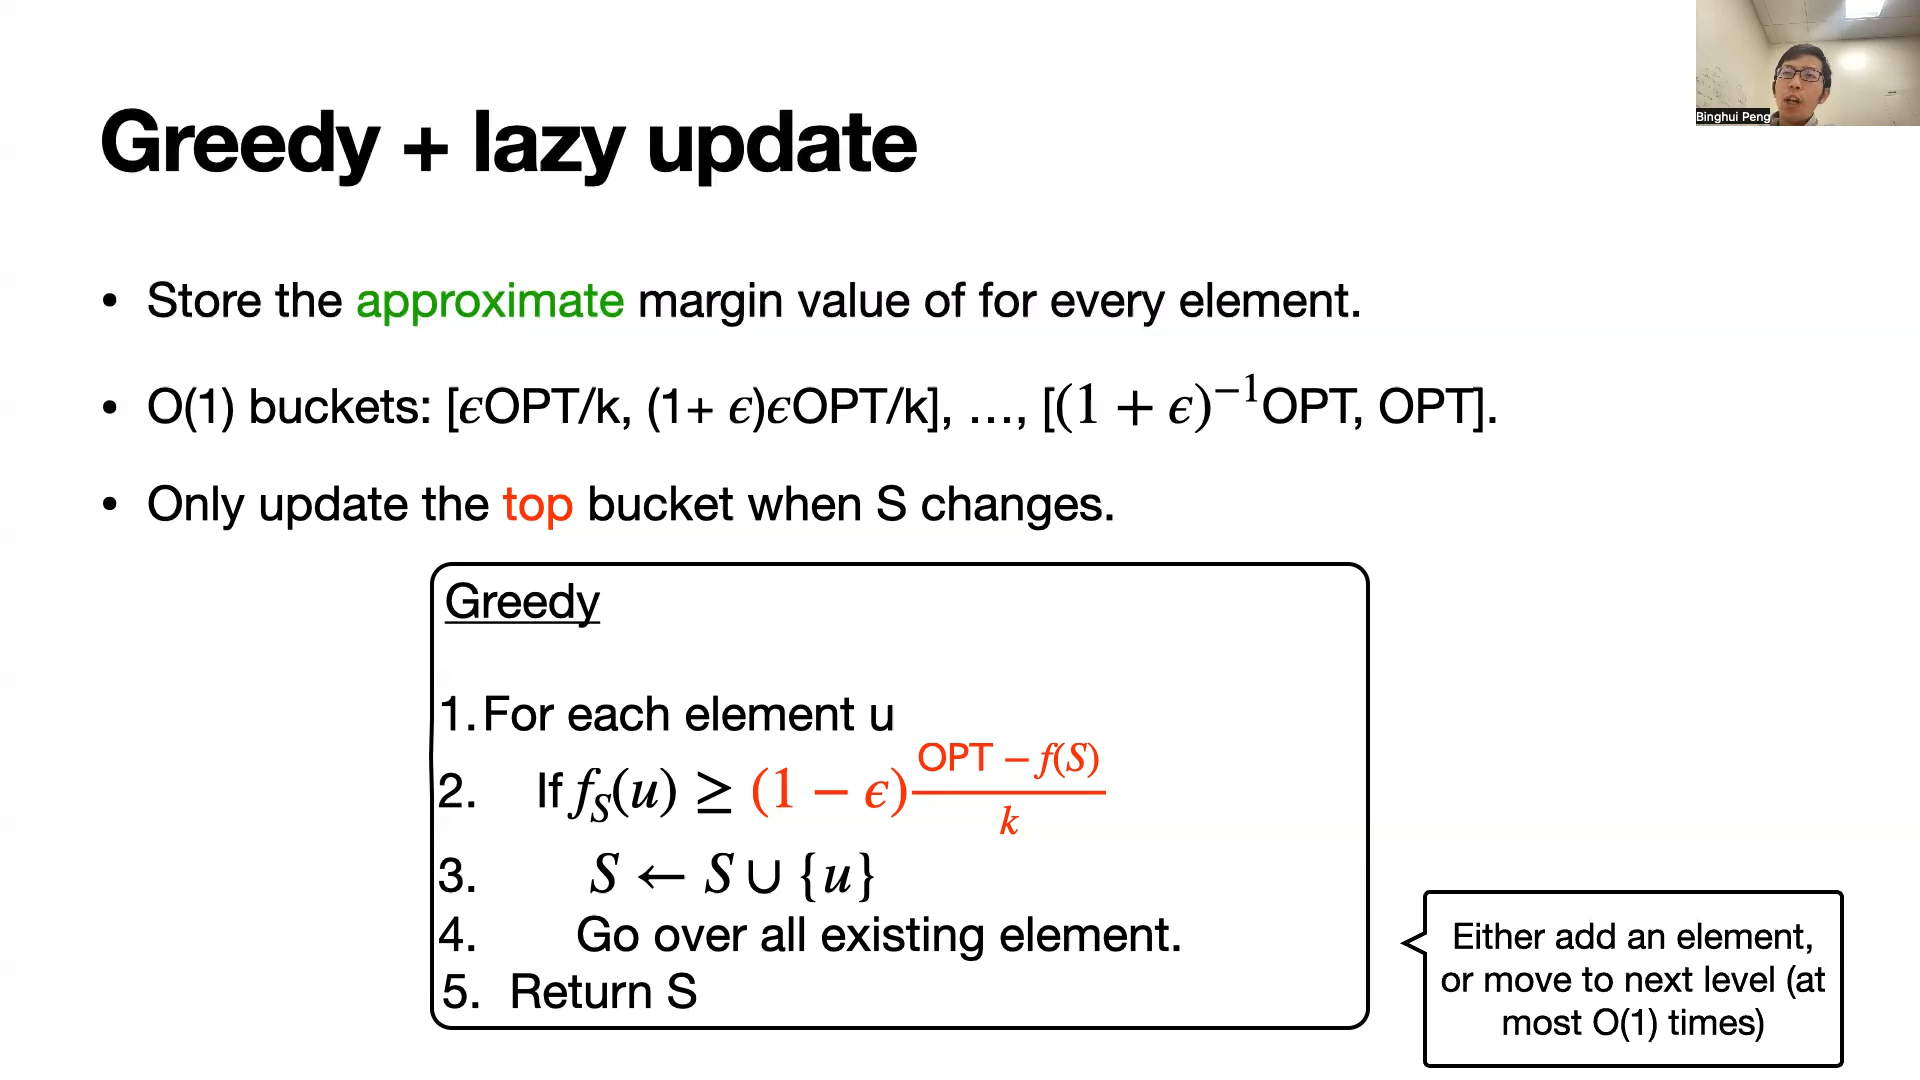 Binghui Peng
Greedy + lazy update
• Store the approximate margin value of for every element.
• O(1) buckets: [ϵOPT/k, (1+ ϵ)ϵOPT/k], …, [(1 + ϵ)⁻¹OPT, OPT].
• Only update the top bucket when S changes.
Greedy
1. For each element u
2. If f_S(u) ≥ (1 − ϵ) (OPT − f(S))/k
3. S ← S ∪ {u}
4. Go over all existing element.
5. Return S
Either add an element,
or move to next level (at
most O(1) times)